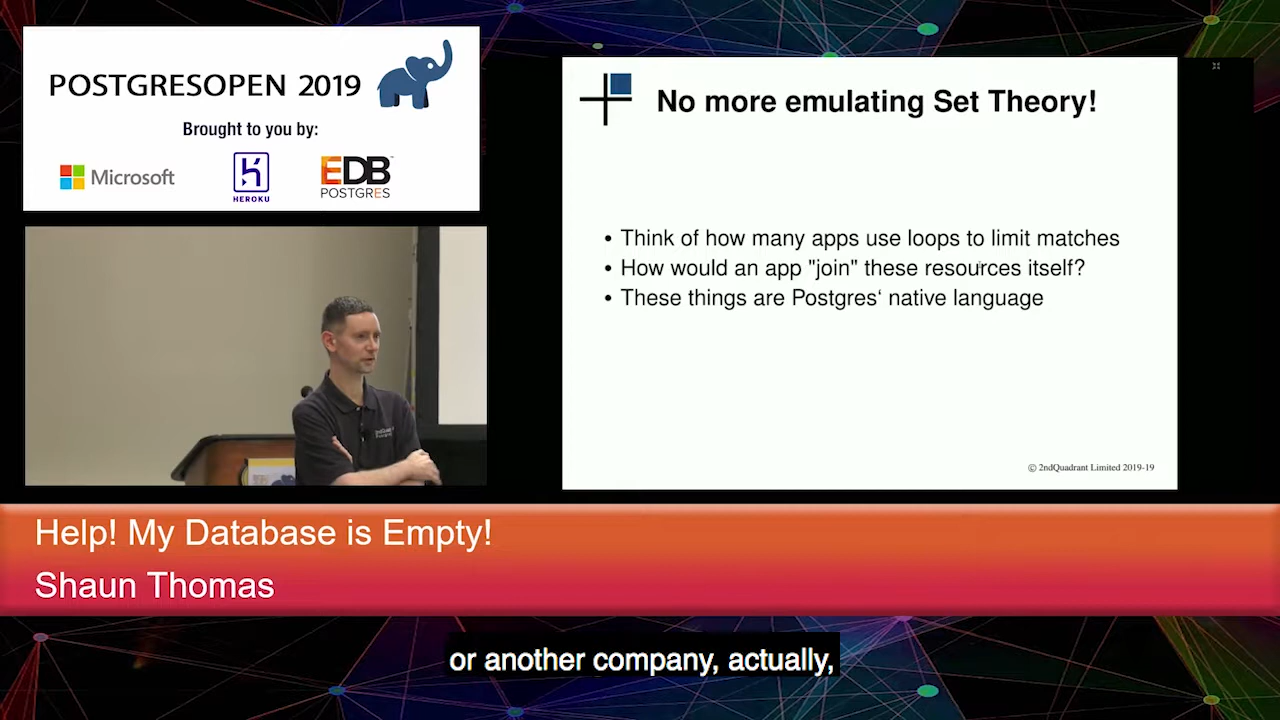 POSTGRESOPEN 2019
Brought to you by:
Microsoft
HEROKU
EDB
POSTGRES
No more emulating Set Theory!
• Think of how many apps use loops to limit matches
• How would an app "join" these resources itself?
• These things are Postgres‘ native language
© 2ndQuadrant Limited 2019-19
Help! My Database is Empty!
Shaun Thomas
or another company, actually,